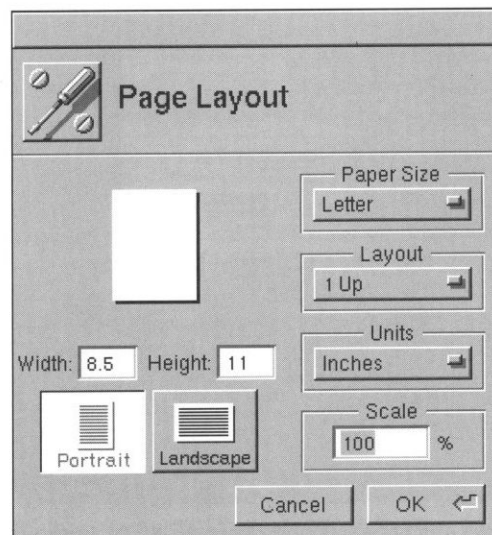 Page Layout
Paper Size
Letter
Layout
1 Up
Units
Inches
Width: 8.5 Height: 11
Scale
100 %
Portrait
Landscape
Cancel
OK